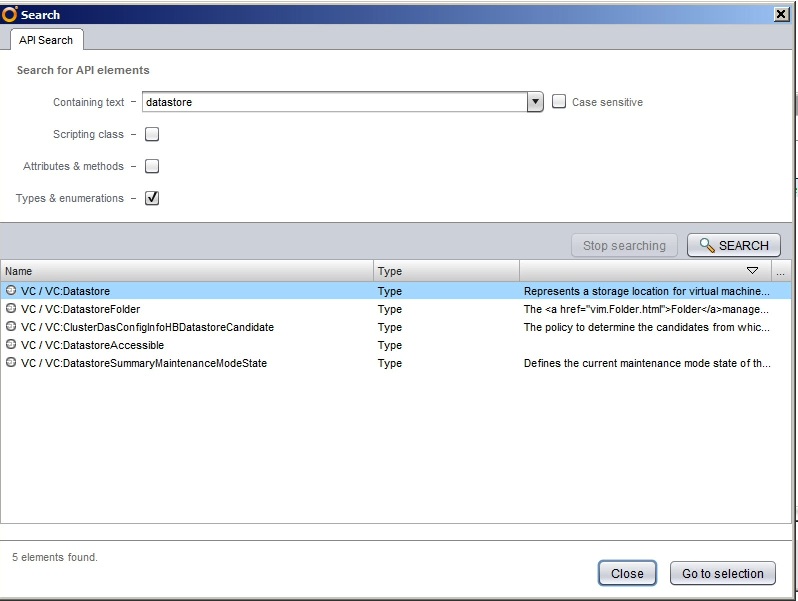 Search
API Search
Search for API elements
Containing text – datastore Case sensitive
Scripting class –
Attributes & methods –
Types & enumerations –
Stop searching SEARCH
Name Type ...
VC / VC:Datastore Type Represents a storage location for virtual machine...
VC / VC:DatastoreFolder Type The <a href="vim.Folder.html">Folder</a>manage...
VC / VC:ClusterDasConfigInfoHBDatastoreCandidate Type The policy to determine the candidates from whic...
VC / VC:DatastoreAccessible Type
VC / VC:DatastoreSummaryMaintenanceModeState Type Defines the current maintenance mode state of th...
5 elements found.
Close Go to selection